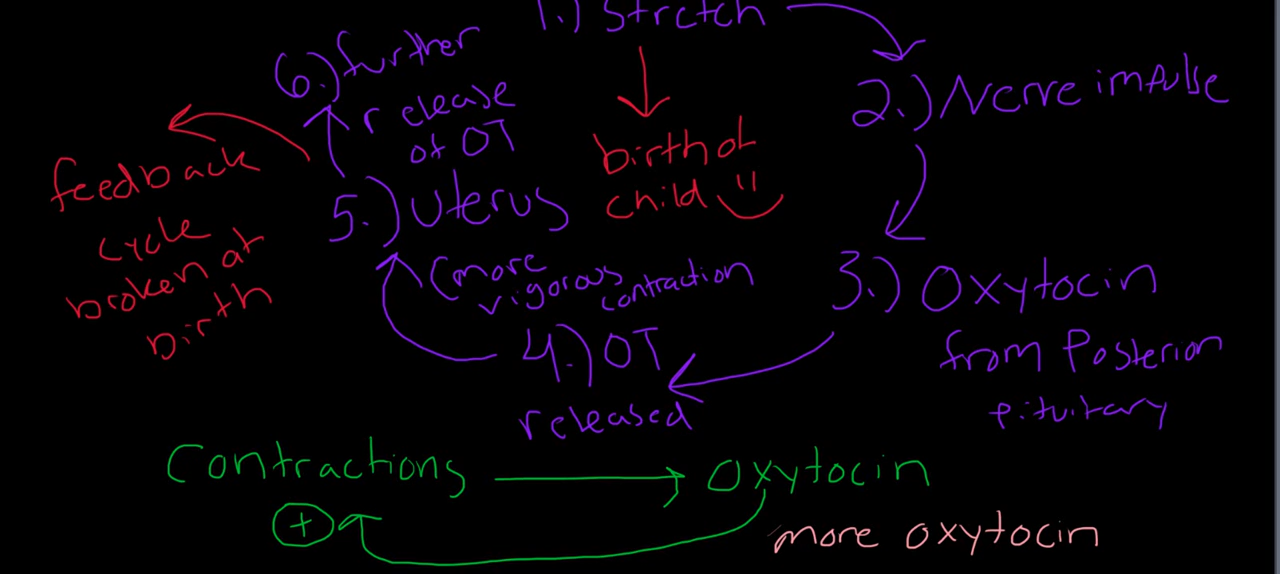 1.) Stretch
2.) Nerve impulse
3.) Oxytocin
from Posterior
pituitary
4.) OT
released
5.) Uterus
(more
vigorous
contraction
6.) further
release
of OT
birth of
child
feedback
cycle
broken at
birth
Contractions → Oxytocin
+
more oxytocin